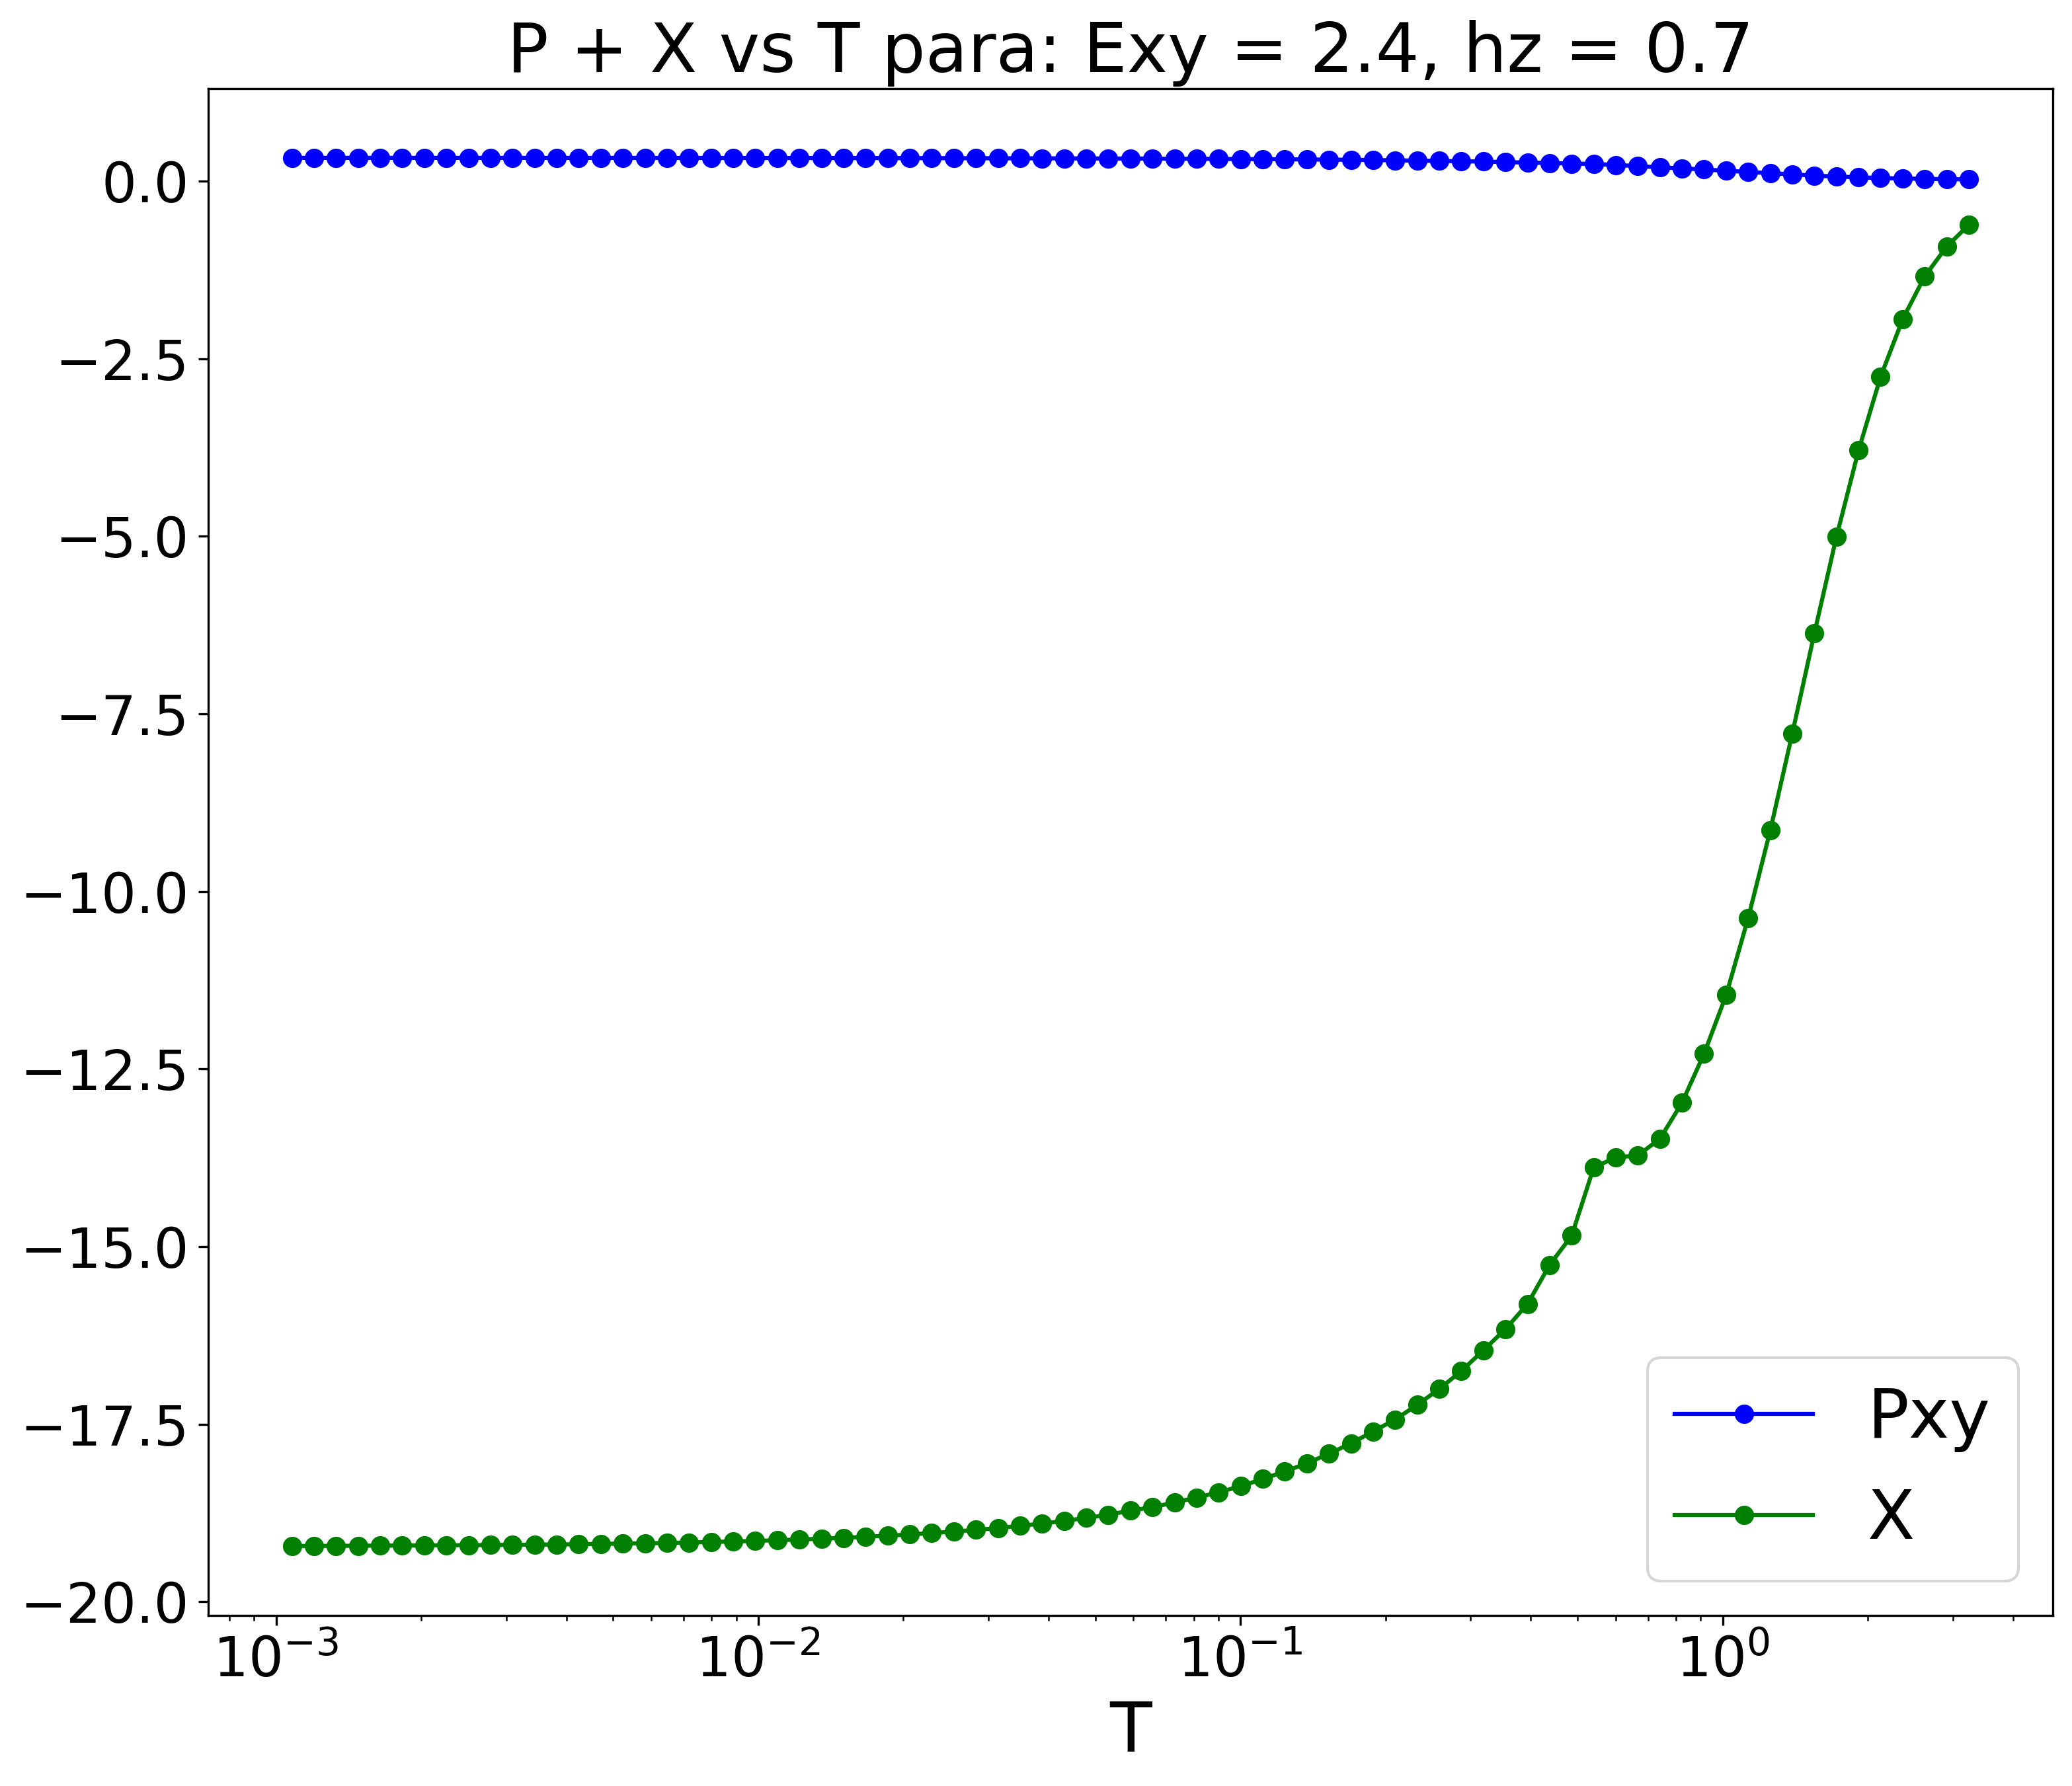 P + X vs T para: Exy = 2.4, hz = 0.7
0.0
−2.5
−5.0
−7.5
−10.0
−12.5
−15.0
−17.5
−20.0
Pxy
X
10⁻³ 10⁻² 10⁻¹ 10⁰
T